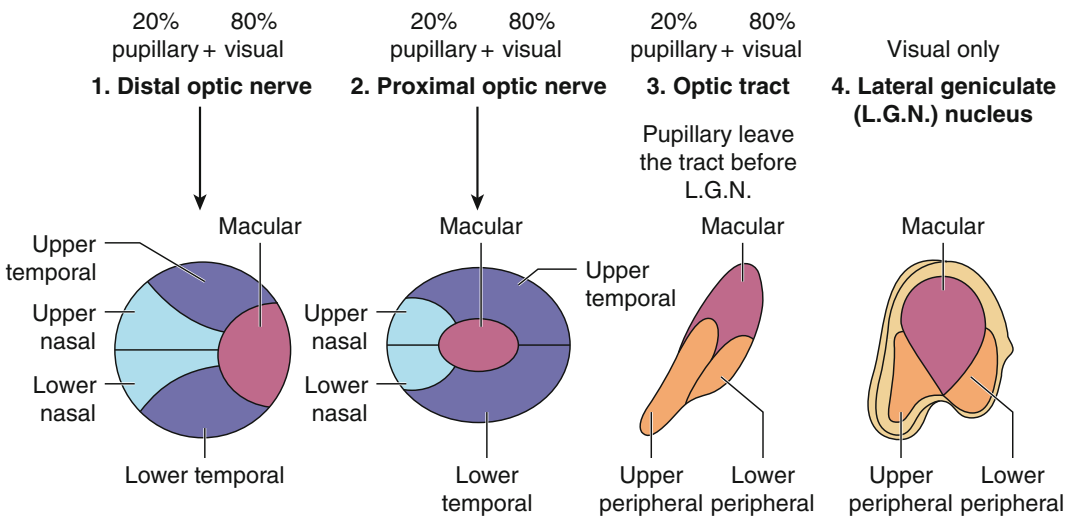 20% 80%
pupillary + visual
1. Distal optic nerve
Macular
Upper
temporal
Upper
nasal
Lower
nasal
Lower temporal
20% 80%
pupillary + visual
2. Proximal optic nerve
Macular
Upper
temporal
Upper
nasal
Lower
nasal
Lower
temporal
20% 80%
pupillary + visual
3. Optic tract
Pupillary leave
the tract before
L.G.N.
Macular
Upper
peripheral
Lower
peripheral
Visual only
4. Lateral geniculate
(L.G.N.) nucleus
Macular
Upper
peripheral
Lower
peripheral